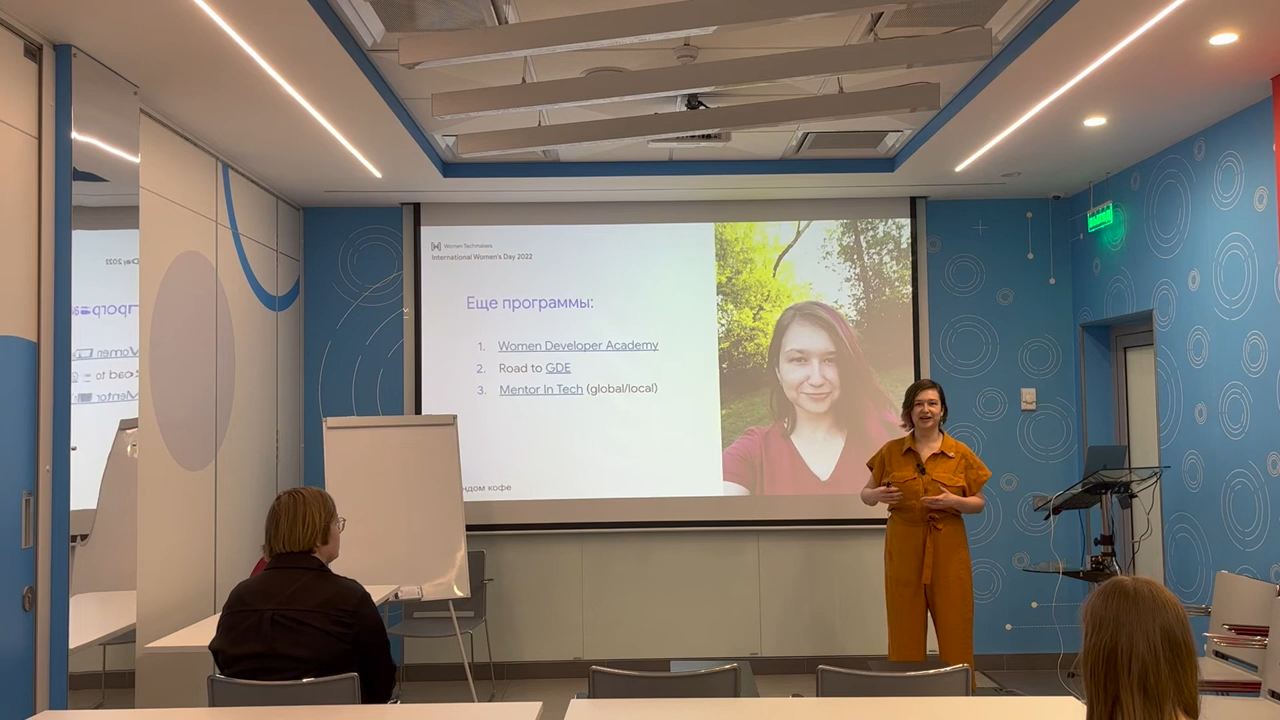 Women Techmakers
International Women's Day 2022
Еще программы:
1. Women Developer Academy
2. Road to GDE
3. Mentor In Tech (global/local)
ндом кофе